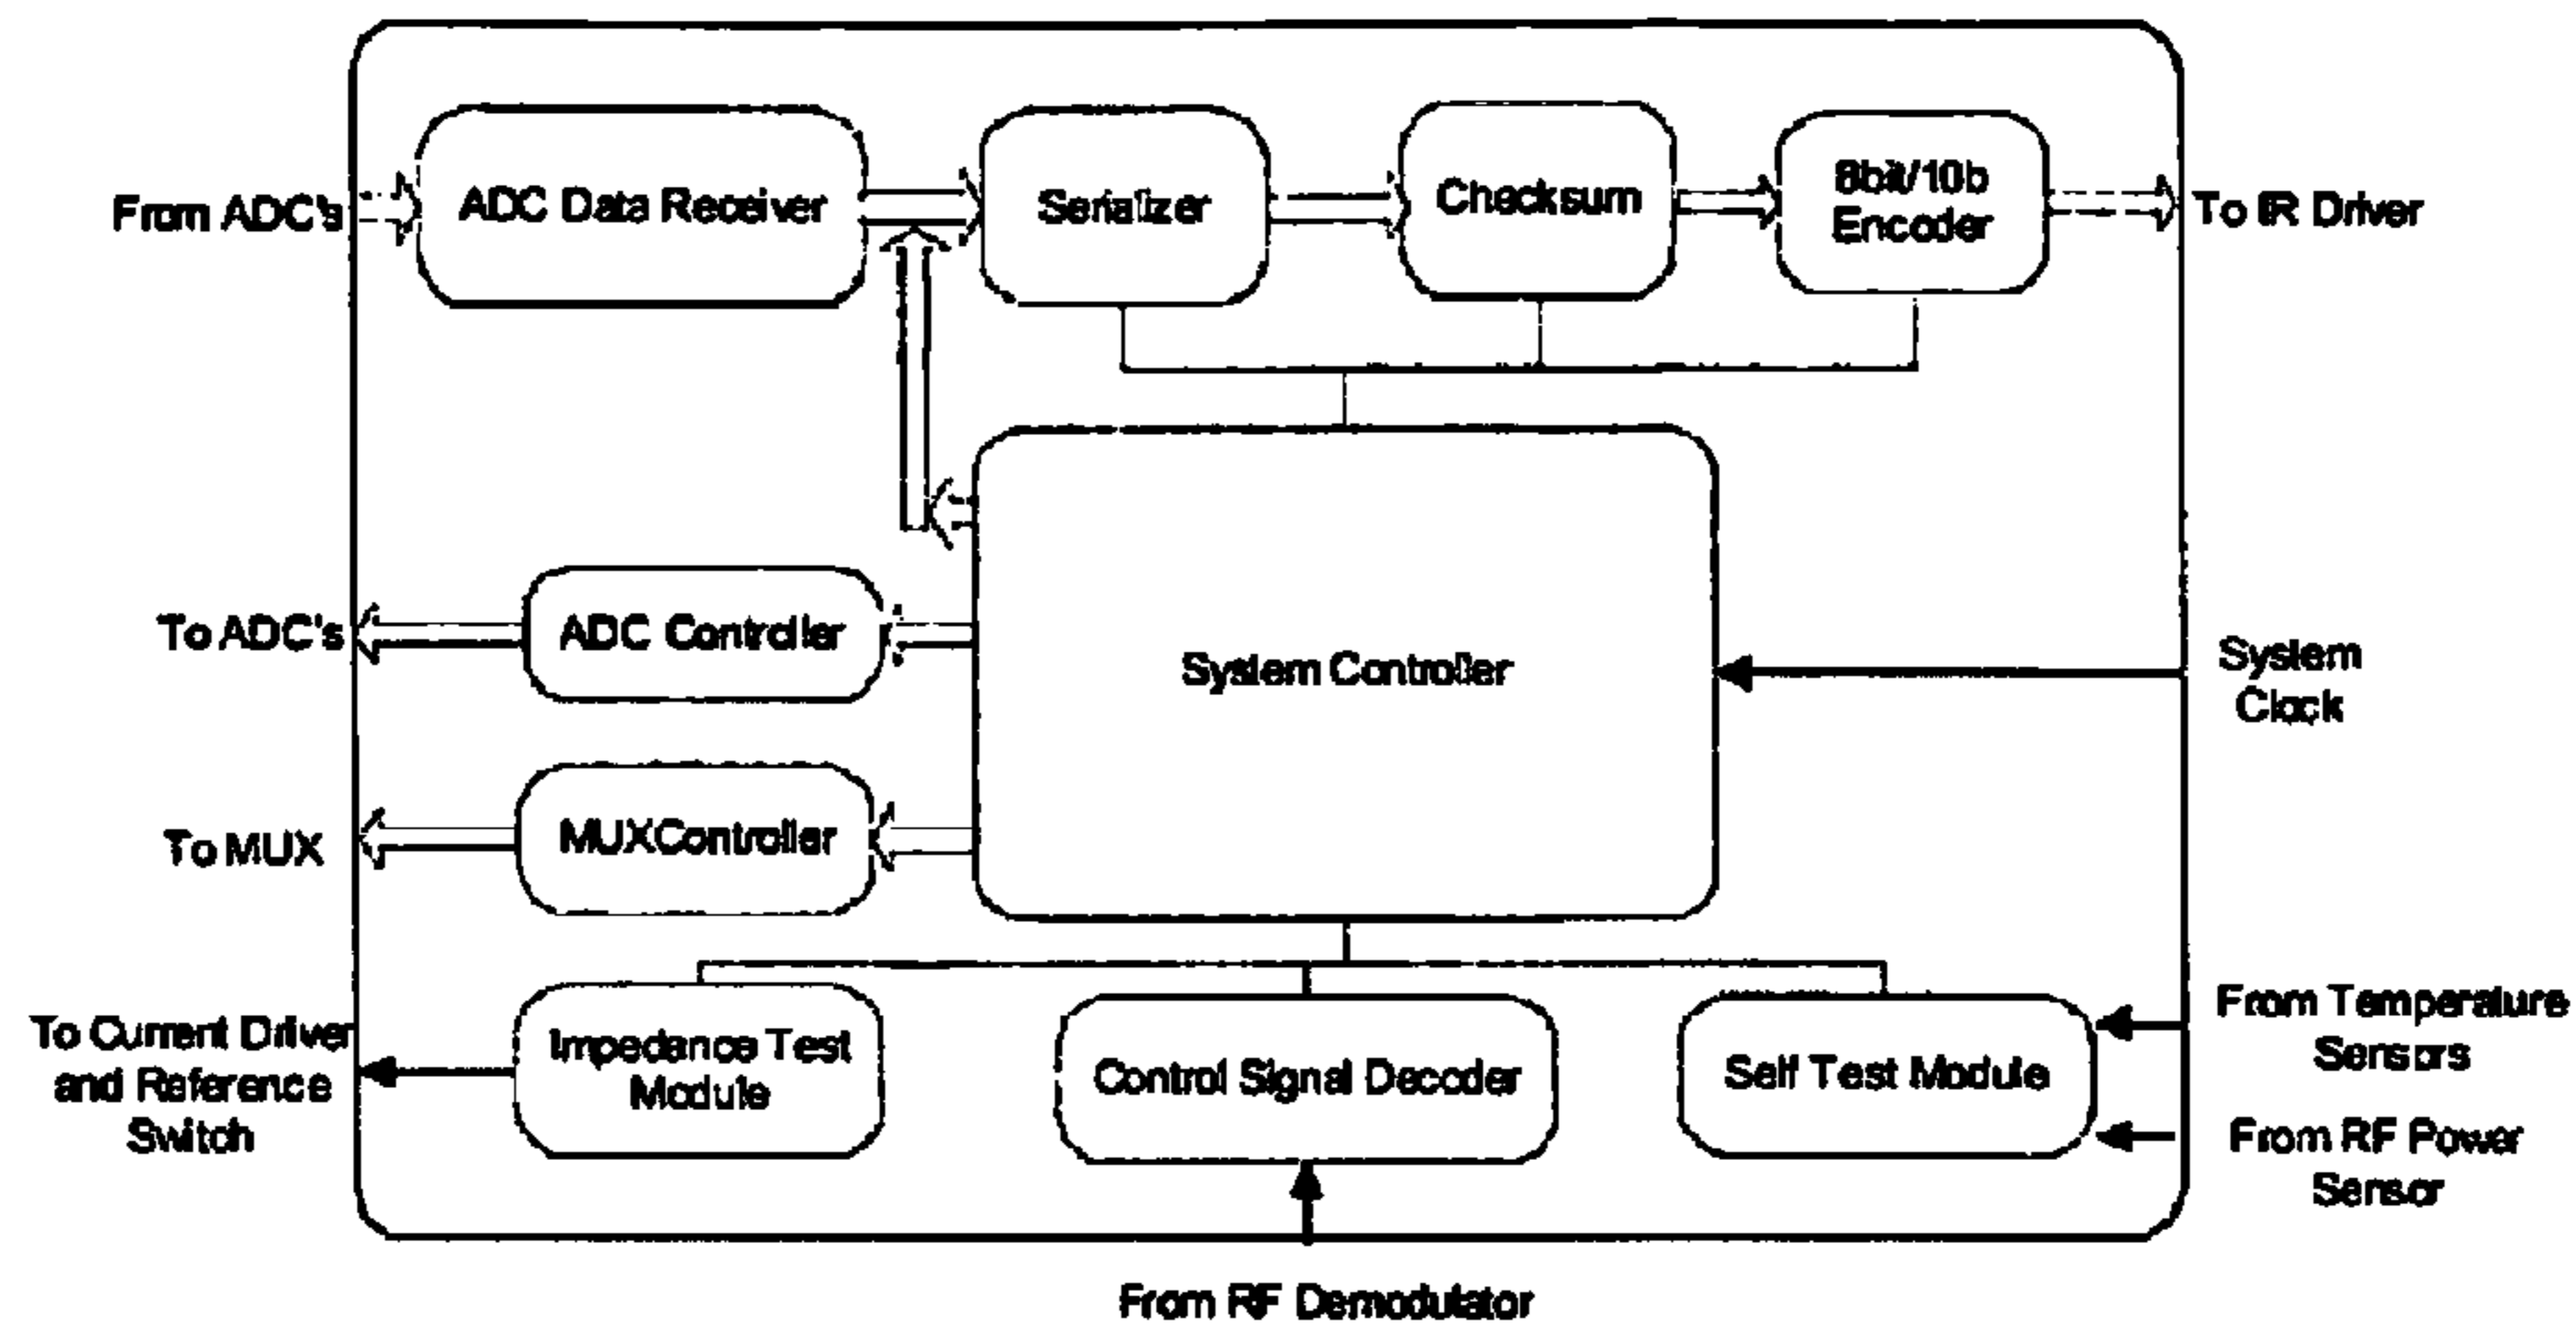 From ADC's
ADC Data Receiver
Serializer
Checksum
8bit/10b
Encoder
To IR Driver
To ADC's
ADC Controller
System Controller
System
Clock
To MUX
MUXController
To Current Driver
and Reference
Switch
Impedance Test
Module
Control Signal Decoder
Self Test Module
From Temperature
Sensors
From RF Power
Sensor
From RF Demodulator